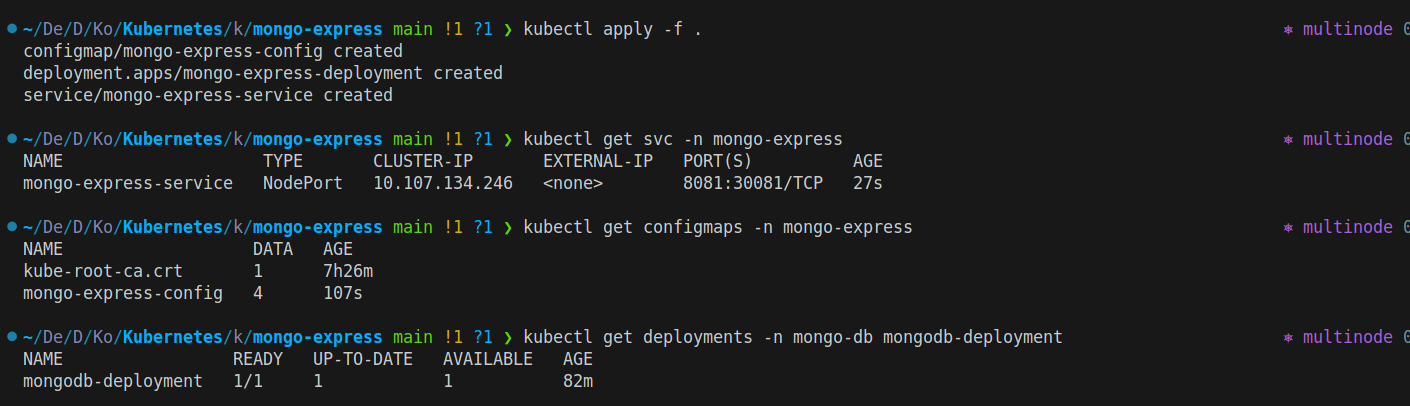 ~/De/D/Ko/Kubernetes/k/mongo-express main !1 ?1 ❯ kubectl apply -f . ⎈ multinode 0
configmap/mongo-express-config created
deployment.apps/mongo-express-deployment created
service/mongo-express-service created
~/De/D/Ko/Kubernetes/k/mongo-express main !1 ?1 ❯ kubectl get svc -n mongo-express ⎈ multinode 0
NAME TYPE CLUSTER-IP EXTERNAL-IP PORT(S) AGE
mongo-express-service NodePort 10.107.134.246 <none> 8081:30081/TCP 27s
~/De/D/Ko/Kubernetes/k/mongo-express main !1 ?1 ❯ kubectl get configmaps -n mongo-express ⎈ multinode 0
NAME DATA AGE
kube-root-ca.crt 1 7h26m
mongo-express-config 4 107s
~/De/D/Ko/Kubernetes/k/mongo-express main !1 ?1 ❯ kubectl get deployments -n mongo-db mongodb-deployment ⎈ multinode 0
NAME READY UP-TO-DATE AVAILABLE AGE
mongodb-deployment 1/1 1 1 82m